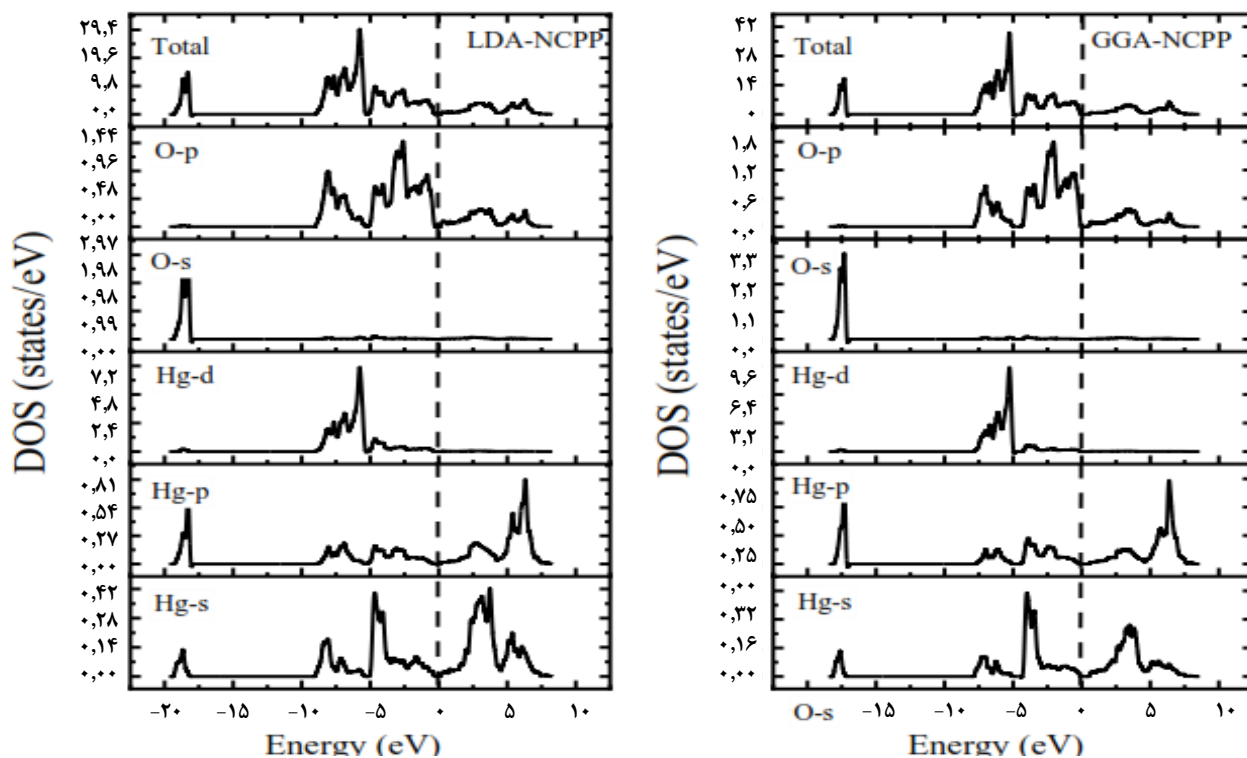 DOS (states/eV)
LDA-NCPP
Total
۲۹,۴
۱۹,۶
۹,۸
۰,۰
O-p
۱,۴۴
۰,۹۶
۰,۴۸
۰,۰۰
O-s
۲,۹۷
۱,۹۸
۰,۹۸
۰,۹۹
۰,۰۰
Hg-d
۷,۲
۴,۸
۲,۴
۰,۰
Hg-p
۰,۸۱
۰,۵۴
۰,۲۷
۰,۰۰
Hg-s
۰,۴۲
۰,۲۸
۰,۱۴
۰,۰۰
−۲۰ −۱۵ −۱۰ −۵ ۰ ۵ ۱۰
Energy (eV)
DOS (states/eV)
GGA-NCPP
Total
۴۲
۲۸
۱۴
۰
O-p
۱,۸
۱,۲
۰,۶
۰,۰
O-s
۳,۳
۲,۲
۱,۱
۰,۰
Hg-d
۹,۶
۶,۴
۳,۲
۰,۰
Hg-p
۰,۷۵
۰,۵۰
۰,۲۵
۰,۰۰
Hg-s
۰,۳۲
۰,۱۶
۰,۰۰
O-s −۱۵ −۱۰ −۵ ۰ ۵ ۱۰
Energy (eV)